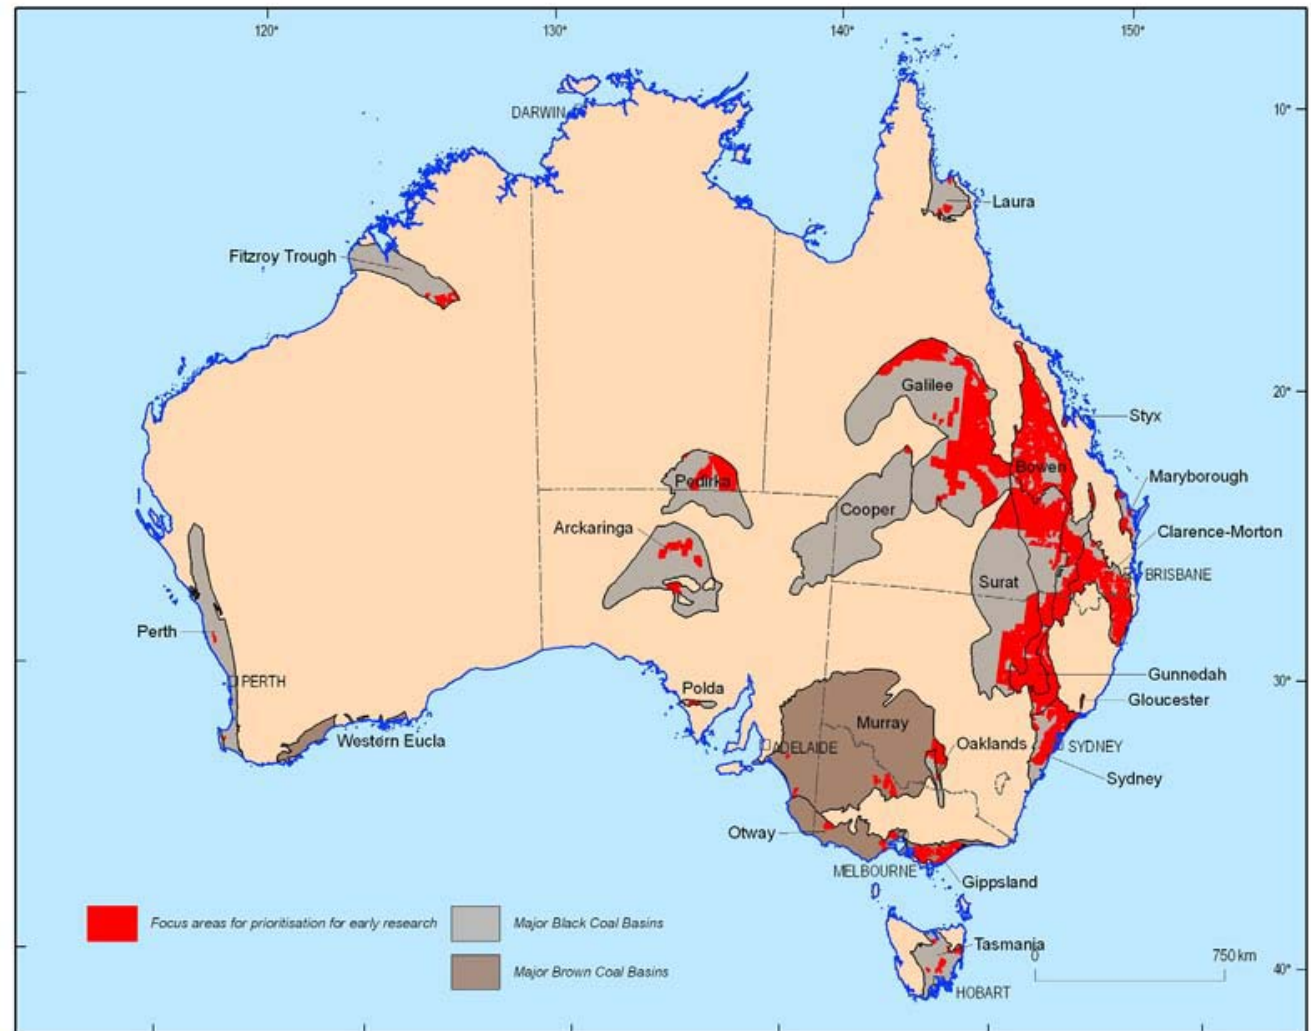 120°
130°
140°
150°
DARWIN
10°
Laura
Fitzroy Trough
Galilee
20°
Styx
Bowen
Maryborough
Pedirka
Cooper
Clarence-Morton
Arckaringa
BRISBANE
Surat
Perth
Gunnedah
30°
PERTH
Polda
Gloucester
Murray
Western Eucla
Oaklands
ADELAIDE
SYDNEY
Sydney
Otway
MELBOURNE
Gippsland
Focus areas for prioritisation for early research
Major Black Coal Basins
Tasmania
0
750 km
Major Brown Coal Basins
40°
HOBART